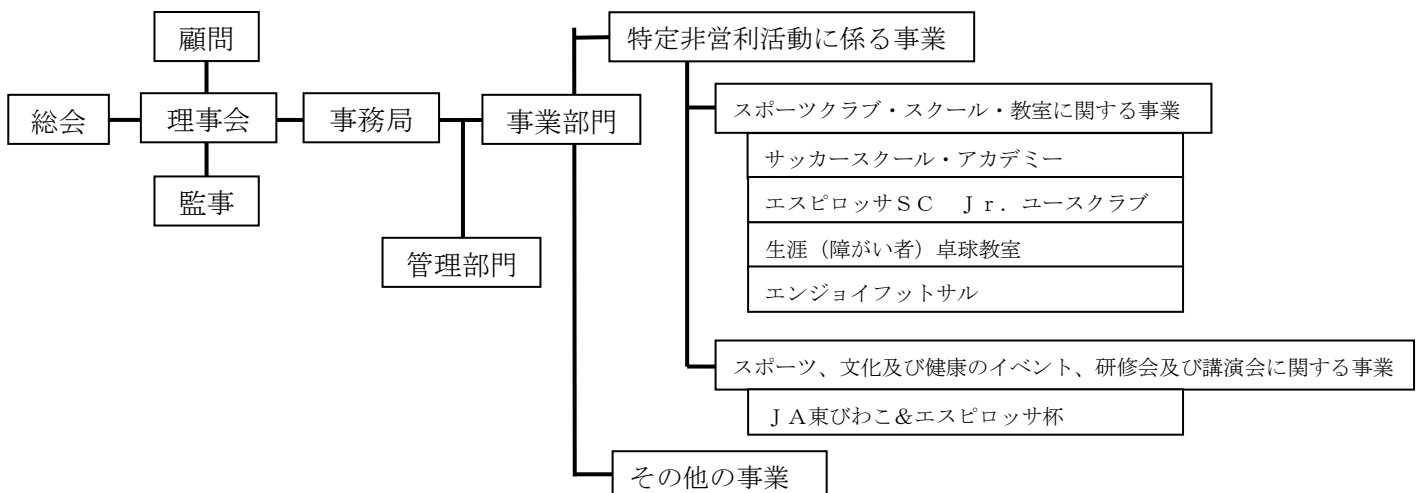 顧問
総会
理事会
事務局
事業部門
監事
管理部門
特定非営利活動に係る事業
スポーツクラブ・スクール・教室に関する事業
サッカースクール・アカデミー
エスピロッサＳＣ　Ｊｒ．ユースクラブ
生涯（障がい者）卓球教室
エンジョイフットサル
スポーツ、文化及び健康のイベント、研修会及び講演会に関する事業
ＪＡ東びわこ&エスピロッサ杯
その他の事業